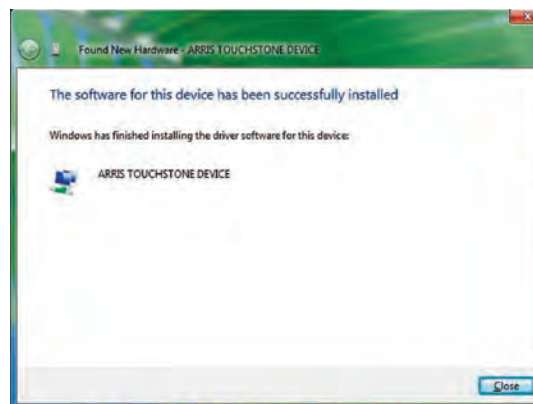 Found New Hardware - ARRIS TOUCHSTONE DEVICE
The software for this device has been successfully installed
Windows has finished installing the driver software for this device:
ARRIS TOUCHSTONE DEVICE
Close